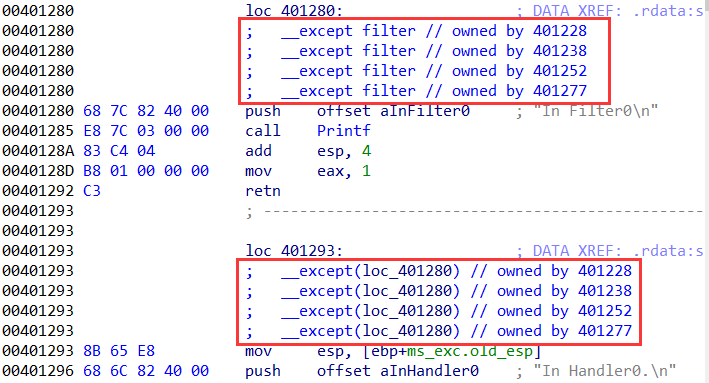 00401280 loc_401280: ; DATA XREF: .rdata:s
00401280 ; __except filter // owned by 401228
00401280 ; __except filter // owned by 401238
00401280 ; __except filter // owned by 401252
00401280 ; __except filter // owned by 401277
00401280 68 7C 82 40 00 push offset aInFilter0 ; "In Filter0\n"
00401285 E8 7C 03 00 00 call Printf
0040128A 83 C4 04 add esp, 4
0040128D B8 01 00 00 00 mov eax, 1
00401292 C3 retn
00401293 ; ---------------------------------------------------
00401293
00401293 loc_401293: ; DATA XREF: .rdata:s
00401293 ; __except(loc_401280) // owned by 401228
00401293 ; __except(loc_401280) // owned by 401238
00401293 ; __except(loc_401280) // owned by 401252
00401293 ; __except(loc_401280) // owned by 401277
00401293 8B 65 E8 mov esp, [ebp+ms_exc.old_esp]
00401296 68 6C 82 40 00 push offset aInHandler0 ; "In Handler0.\n"